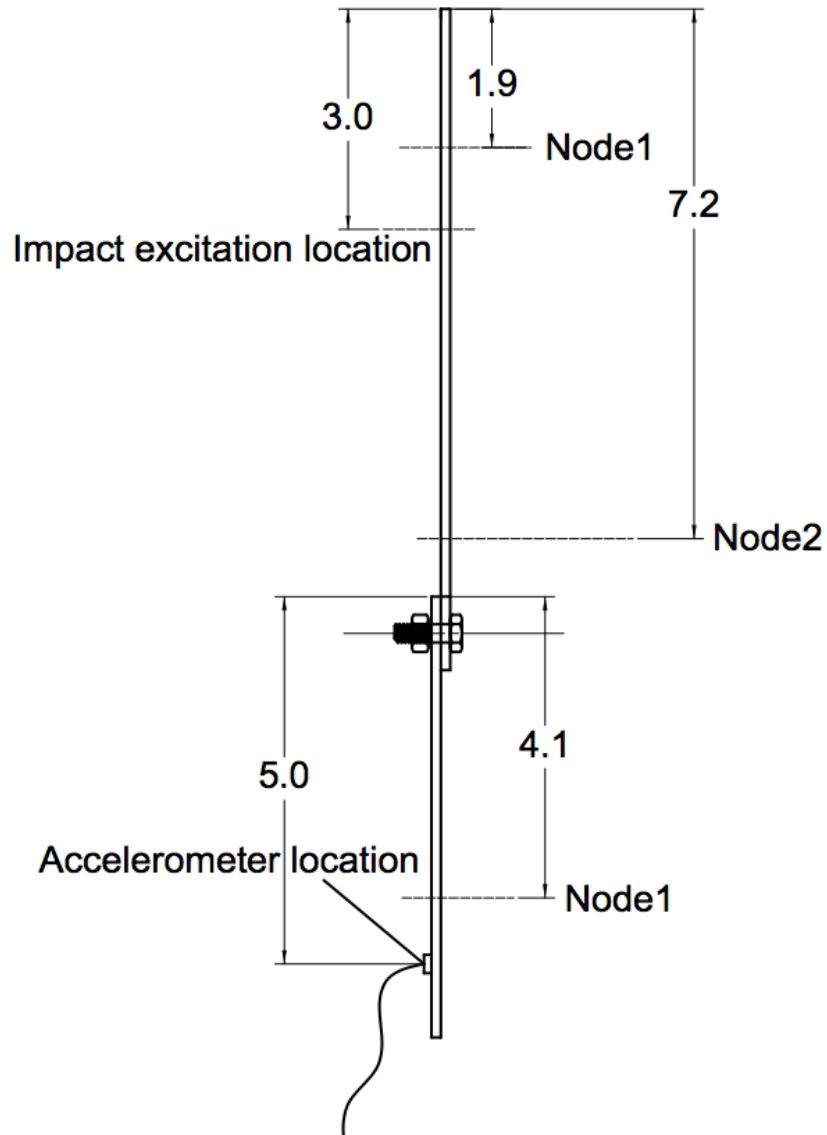 1.9
3.0
Node1
7.2
Impact excitation location
Node2
4.1
5.0
Accelerometer location
Node1